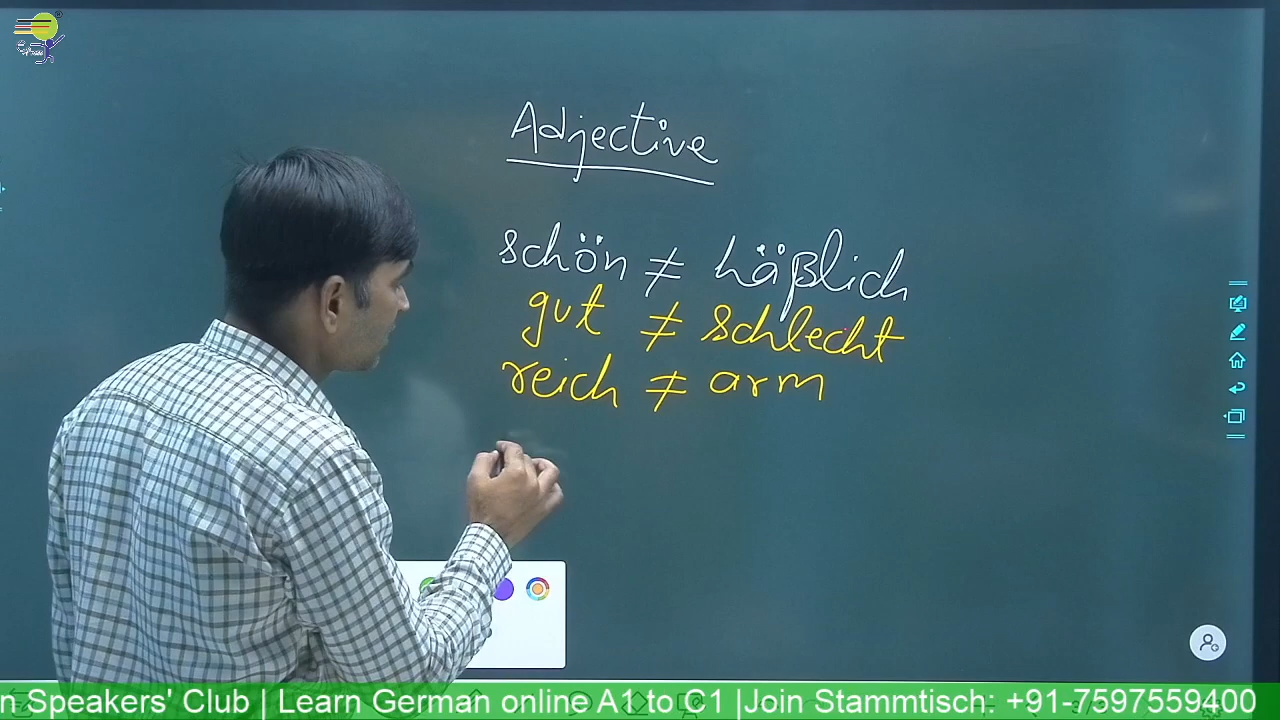 Adjective
schön ≠ häßlich
gut ≠ schlecht
reich ≠ arm
n Speakers' Club | Learn German online A1 to C1 |Join Stammtisch: +91-7597559400